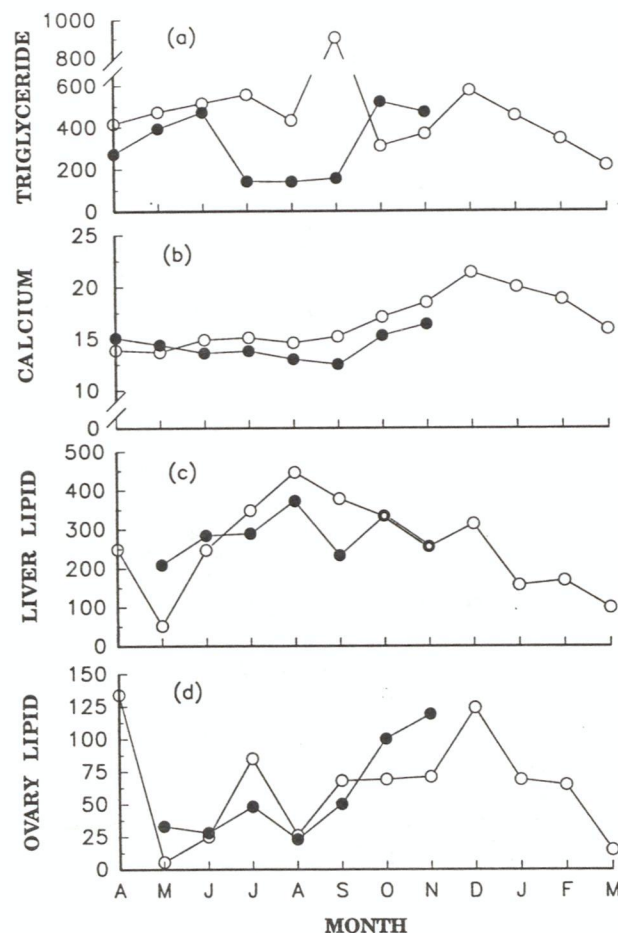 1000
(a)
800
600
400
200
0
TRIGLYCERIDE
25
(b)
20
15
10
0
CALCIUM
500
(c)
400
300
200
100
0
LIVER LIPID
150
(d)
125
100
75
50
25
0
OVARY LIPID
A M J J A S O N D J F M
MONTH